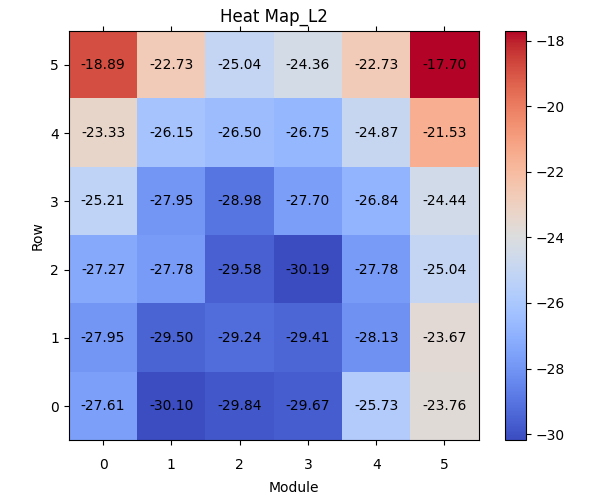 Heat Map_L2
5 -18.89 -22.73 -25.04 -24.36 -22.73 -17.70
4 -23.33 -26.15 -26.50 -26.75 -24.87 -21.53
3 -25.21 -27.95 -28.98 -27.70 -26.84 -24.44
2 -27.27 -27.78 -29.58 -30.19 -27.78 -25.04
1 -27.95 -29.50 -29.24 -29.41 -28.13 -23.67
0 -27.61 -30.10 -29.84 -29.67 -25.73 -23.76
0 1 2 3 4 5
Row
Module
−18
−20
−22
−24
−26
−28
−30